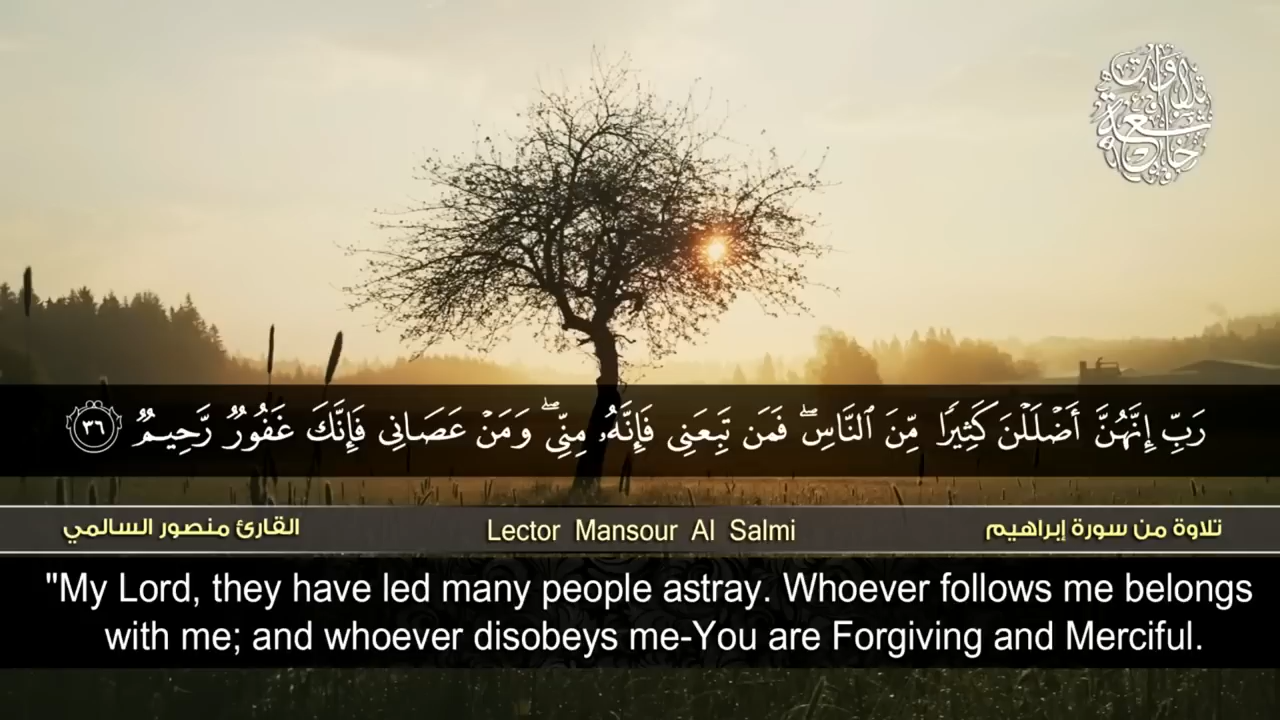 تلاوات خاشعة
رَبِّ إِنَّهُنَّ أَضْلَلْنَ كَثِيرًا مِّنَ ٱلنَّاسِ ۖ فَمَن تَبِعَنِى فَإِنَّهُۥ مِنِّى ۖ وَمَنْ عَصَانِى فَإِنَّكَ غَفُورٌ رَّحِيمٌ ٣٦
تلاوة من سورة إبراهيم Lector Mansour Al Salmi القارئ منصور السالمي
"My Lord, they have led many people astray. Whoever follows me belongs
with me; and whoever disobeys me-You are Forgiving and Merciful.